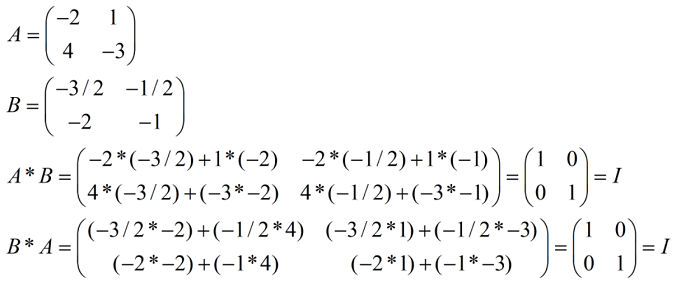 A = (−2 1
4 −3)
B = (−3/2 −1/2
−2 −1)
A*B = (−2*(−3/2)+1*(−2) −2*(−1/2)+1*(−1)
4*(−3/2)+(−3*−2) 4*(−1/2)+(−3*−1)) = (1 0
0 1) = I
B*A = ((−3/2*−2)+(−1/2*4) (−3/2*1)+(−1/2*−3)
(−2*−2)+(−1*4) (−2*1)+(−1*−3)) = (1 0
0 1) = I